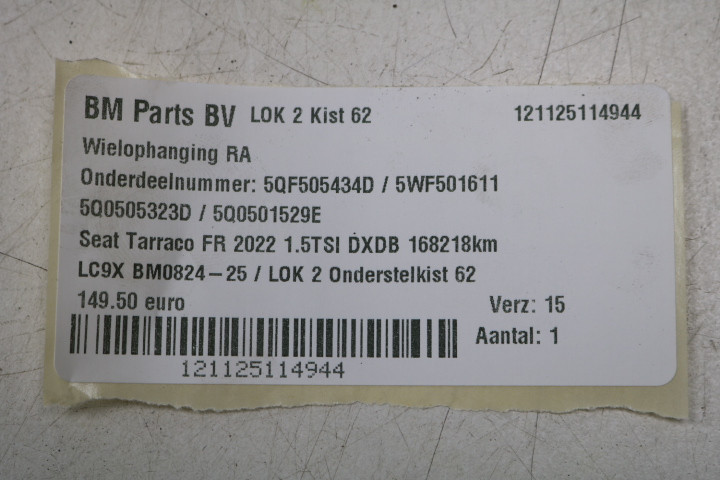 BM Parts BV LOK 2 Kist 62 121125114944
Wielophanging RA
Onderdeelnummer: 5QF505434D / 5WF501611
5Q0505323D / 5Q0501529E
Seat Tarraco FR 2022 1.5TSI DXDB 168218km
LC9X BM0824-25 / LOK 2 Onderstelkist 62
149.50 euro Verz: 15
Aantal: 1
121125114944